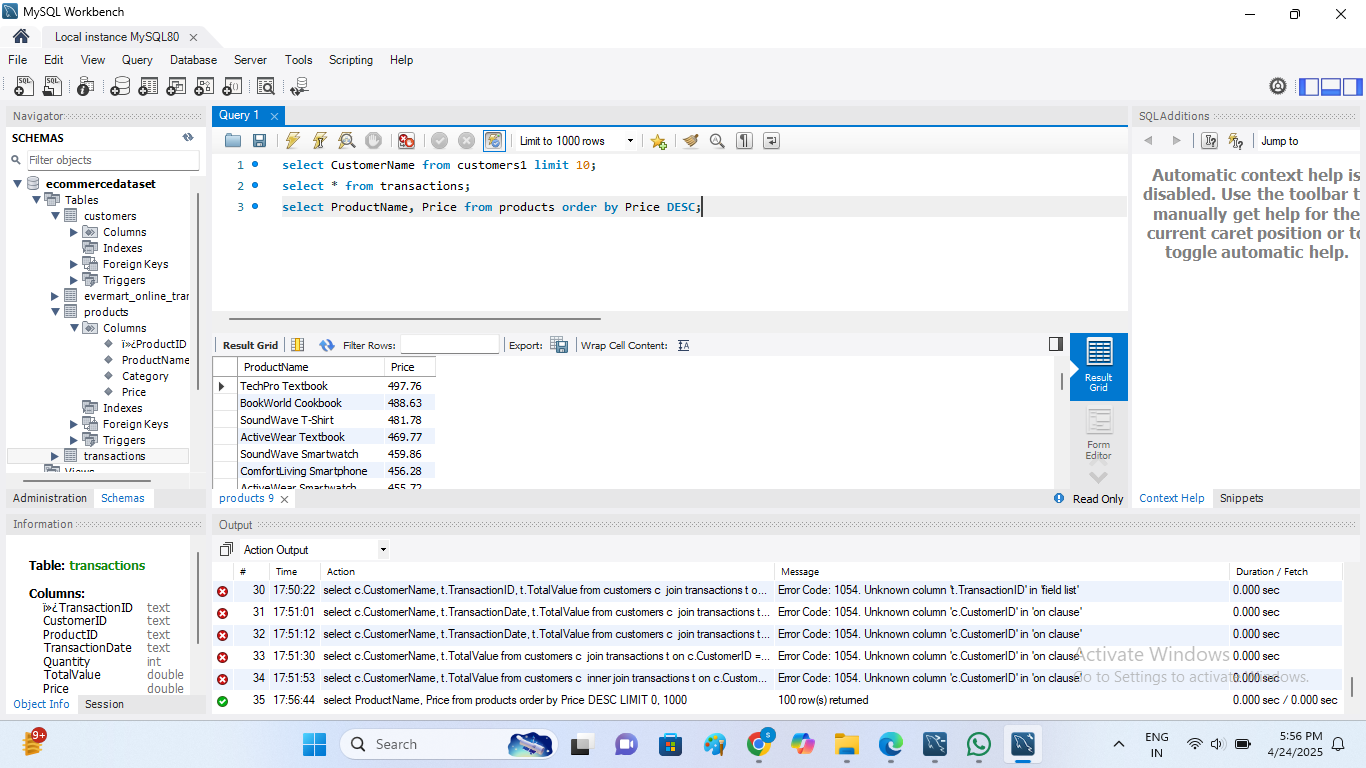 MySQL Workbench
Local instance MySQL80
File Edit View Query Database Server Tools Scripting Help
Navigator
SCHEMAS
Filter objects
ecommercedataset
Tables
customers
Columns
Indexes
Foreign Keys
Triggers
evermart_online_trar
products
Columns
ï»¿ProductID
ProductName
Category
Price
Indexes
Foreign Keys
Triggers
transactions
Views
Administration Schemas
Information
Table: transactions
Columns:
ï»¿TransactionID text
CustomerID text
ProductID text
TransactionDate text
Quantity int
TotalValue double
Price double
Object Info Session
Query 1
Limit to 1000 rows
1 select CustomerName from customers1 limit 10;
2 select * from transactions;
3 select ProductName, Price from products order by Price DESC;
Result Grid Filter Rows: Export: Wrap Cell Content:
ProductName Price
TechPro Textbook 497.76
BookWorld Cookbook 488.63
SoundWave T-Shirt 481.78
ActiveWear Textbook 469.77
SoundWave Smartwatch 459.86
ComfortLiving Smartphone 456.28
ActiveWear Smartwatch 455.72
Result Grid
Form Editor
products 9
Read Only
SQLAdditions
Jump to
Automatic context help is
disabled. Use the toolbar t
manually get help for the
current caret position or to
toggle automatic help.
Context Help Snippets
Output
Action Output
# Time Action Message Duration / Fetch
30 17:50:22 select c.CustomerName, t.TransactionID, t.TotalValue from customers c join transactions t o... Error Code: 1054. Unknown column 't.TransactionID' in 'field list' 0.000 sec
31 17:51:01 select c.CustomerName, t.TransactionDate, t.TotalValue from customers c join transactions t... Error Code: 1054. Unknown column 'c.CustomerID' in 'on clause' 0.000 sec
32 17:51:12 select c.CustomerName, t.TransactionDate, t.TotalValue from customers c join transactions t... Error Code: 1054. Unknown column 'c.CustomerID' in 'on clause' 0.000 sec
33 17:51:30 select c.CustomerName, t.TotalValue from customers c join transactions t on c.CustomerID =... Error Code: 1054. Unknown column 'c.CustomerID' in 'on clause' 0.000 sec
34 17:51:53 select c.CustomerName, t.TotalValue from customers c inner join transactions t on c.Custom... Error Code: 1054. Unknown column 'c.CustomerID' in 'on clause' 0.000 sec
35 17:56:44 select ProductName, Price from products order by Price DESC LIMIT 0, 1000 100 row(s) returned 0.000 sec / 0.000 sec
Activate Windows
Go to Settings to activate Windows.
9+
Search
ENG
IN
5:56 PM
4/24/2025